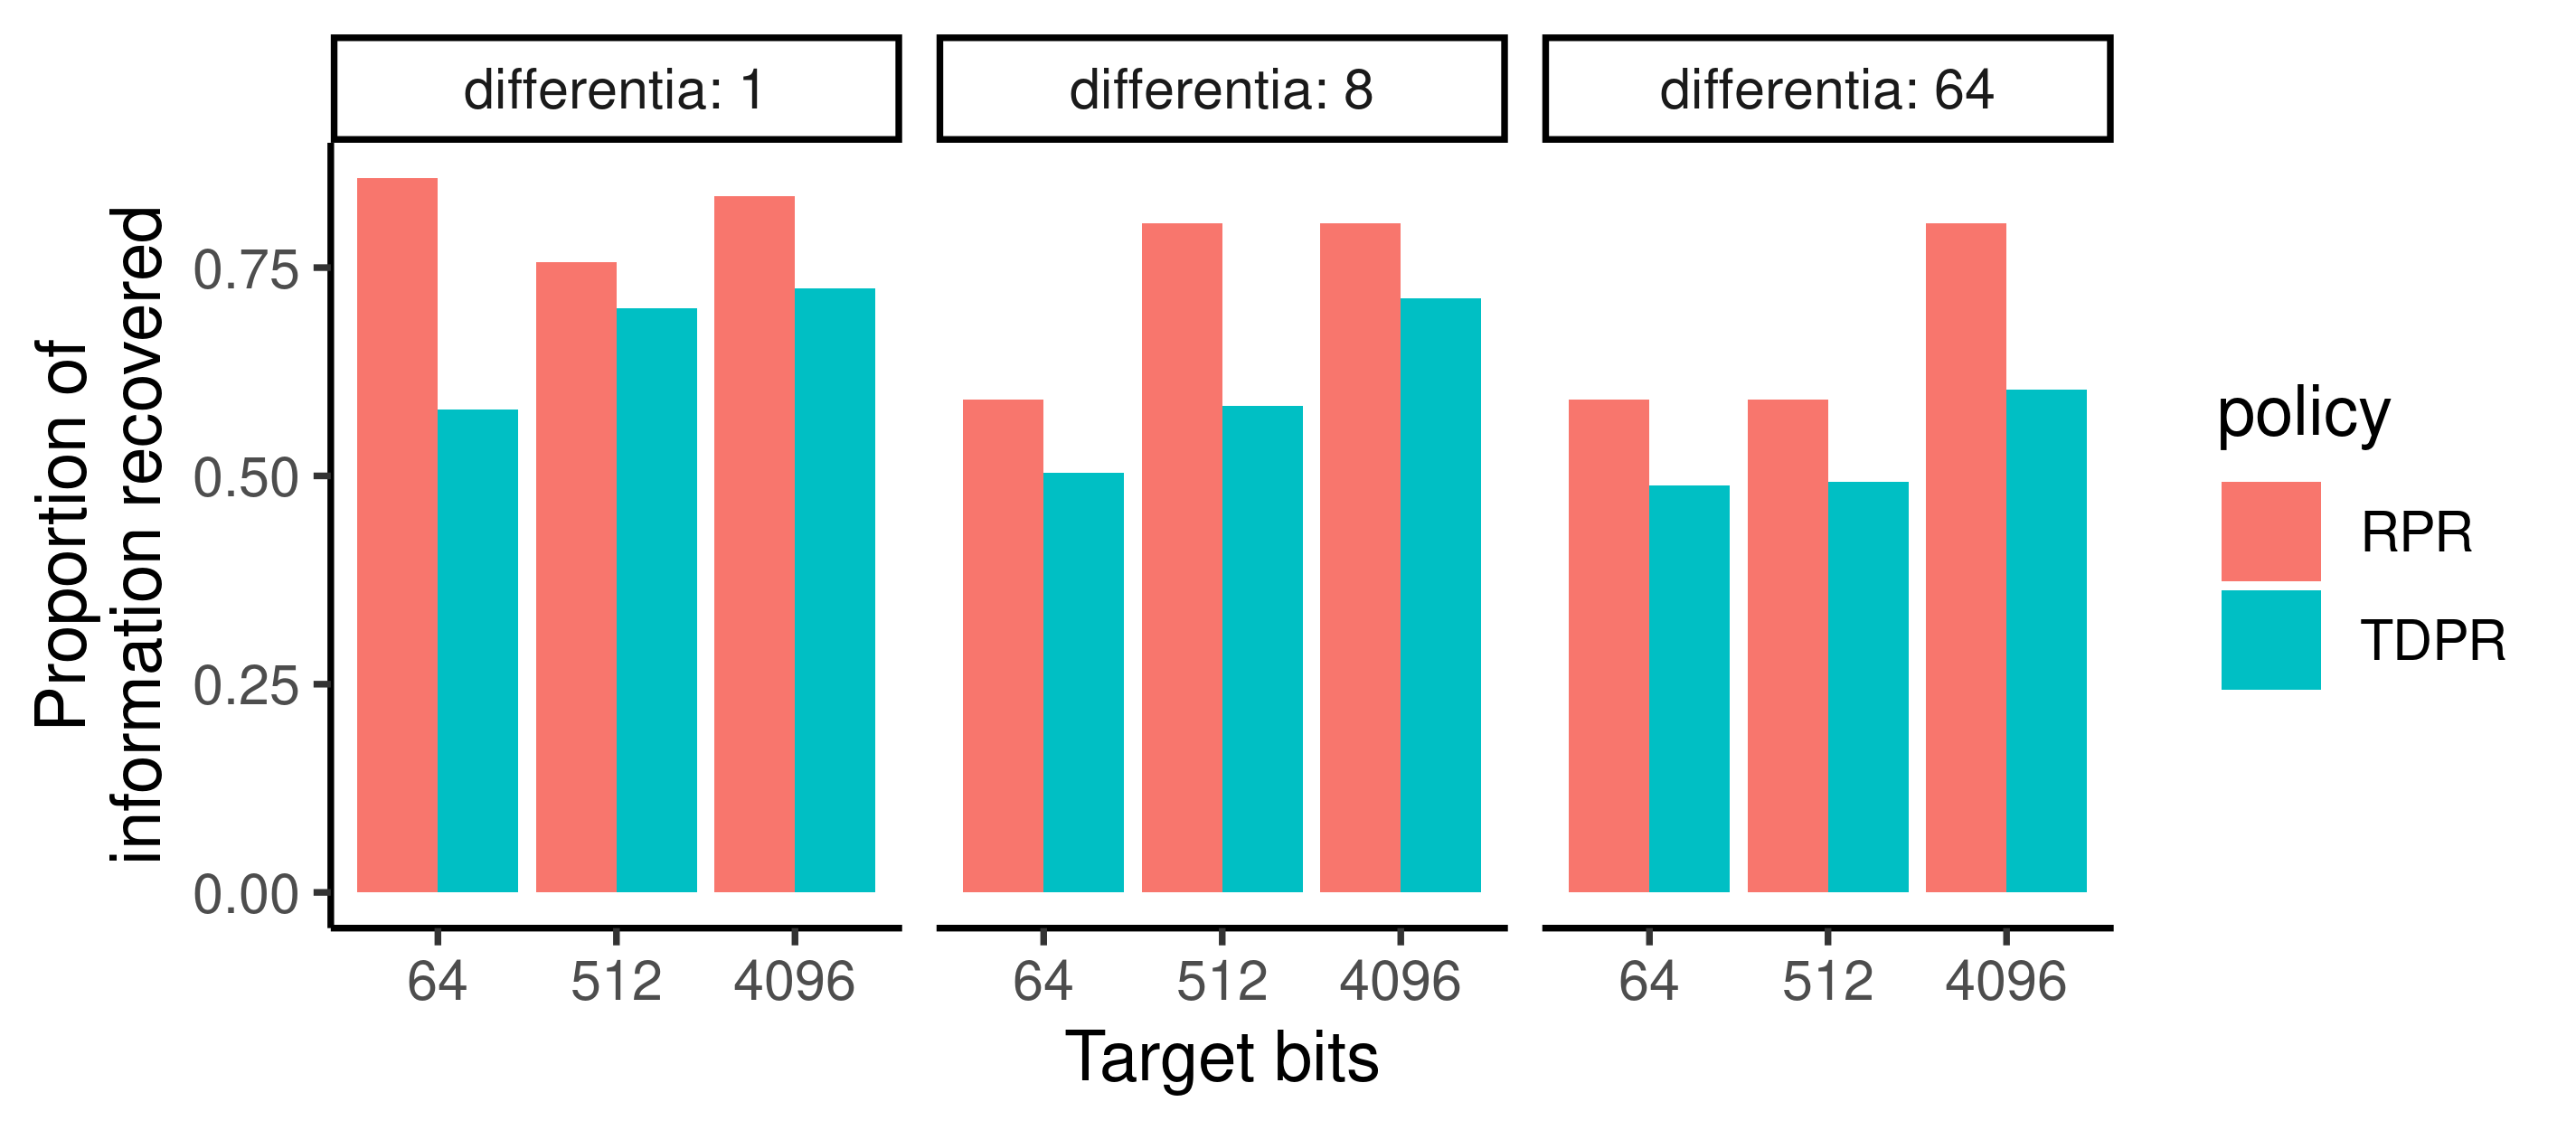 differentia: 1
differentia: 8
differentia: 64
Proportion of
information recovered
0.75
0.50
0.25
0.00
64
512
4096
64
512
4096
64
512
4096
Target bits
policy
RPR
TDPR